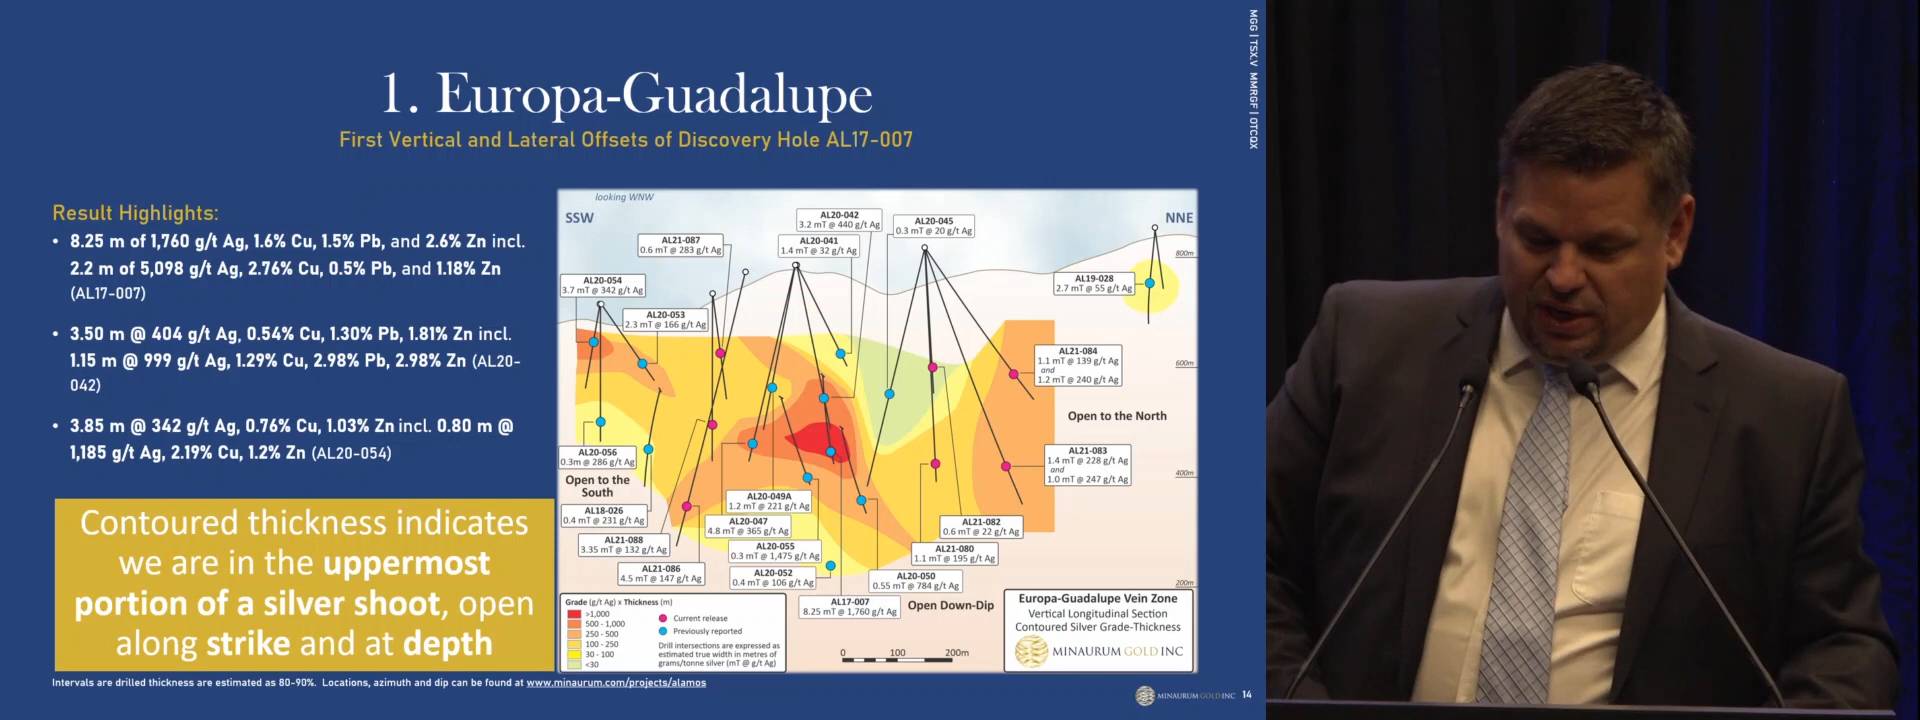 MGG | TSX.V MMRGF | OTCQX
1. Europa-Guadalupe
First Vertical and Lateral Offsets of Discovery Hole AL17-007
Result Highlights:
• 8.25 m of 1,760 g/t Ag, 1.6% Cu, 1.5% Pb, and 2.6% Zn incl.
2.2 m of 5,098 g/t Ag, 2.76% Cu, 0.5% Pb, and 1.18% Zn
(AL17-007)
• 3.50 m @ 404 g/t Ag, 0.54% Cu, 1.30% Pb, 1.81% Zn incl.
1.15 m @ 999 g/t Ag, 1.29% Cu, 2.98% Pb, 2.98% Zn (AL20-
042)
• 3.85 m @ 342 g/t Ag, 0.76% Cu, 1.03% Zn incl. 0.80 m @
1,185 g/t Ag, 2.19% Cu, 1.2% Zn (AL20-054)
Contoured thickness indicates
we are in the uppermost
portion of a silver shoot, open
along strike and at depth
Intervals are drilled thickness are estimated as 80-90%. Locations, azimuth and dip can be found at www.minaurum.com/projects/alamos
looking WNW
SSW
NNE
AL20-042
3.2 mT @ 440 g/t Ag
AL20-045
0.3 mT @ 20 g/t Ag
AL21-087
0.6 mT @ 283 g/t Ag
AL20-041
1.4 mT @ 32 g/t Ag
800m
AL20-054
3.7 mT @ 342 g/t Ag
AL19-028
2.7 mT @ 55 g/t Ag
AL20-053
2.3 mT @ 166 g/t Ag
AL21-084
1.1 mT @ 139 g/t Ag
and
1.2 mT @ 240 g/t Ag
600m
Open to the North
AL20-056
0.3m @ 286 g/t Ag
AL21-083
1.4 mT @ 228 g/t Ag
and
1.0 mT @ 247 g/t Ag
400m
Open to the
South
AL18-026
0.4 mT @ 231 g/t Ag
AL20-049A
1.2 mT @ 221 g/t Ag
AL20-047
4.8 mT @ 365 g/t Ag
AL21-082
0.6 mT @ 22 g/t Ag
AL21-088
3.35 mT @ 132 g/t Ag
AL20-055
0.3 mT @ 1,475 g/t Ag
AL21-080
1.1 mT @ 195 g/t Ag
AL21-086
4.5 mT @ 147 g/t Ag
AL20-052
0.4 mT @ 106 g/t Ag
AL20-050
0.55 mT @ 784 g/t Ag
200m
AL17-007
8.25 mT @ 1,760 g/t Ag
Open Down-Dip
Grade (g/t Ag) x Thickness (m)
>1,000
500 - 1,000
250 - 500
100 - 250
30 - 100
<30
Current release
Previously reported
Drill intersections are expressed as
estimated true width in metres of
grams/tonne silver (mT @ g/t Ag)
0 100 200m
Europa-Guadalupe Vein Zone
Vertical Longitudinal Section
Contoured Silver Grade-Thickness
MINAURUM GOLD INC
MINAURUM GOLD INC 14